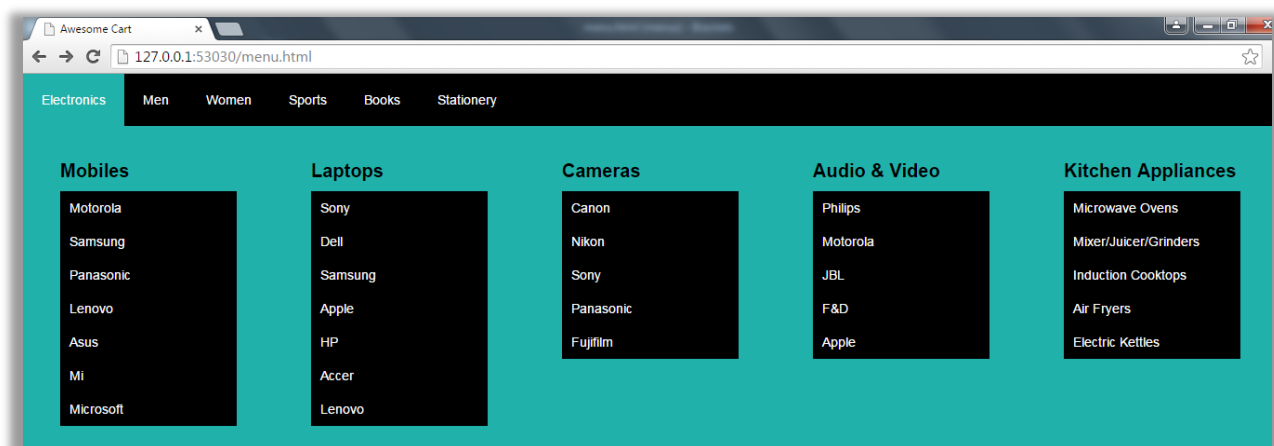 Awesome Cart
127.0.0.1:53030/menu.html
Electronics Men Women Sports Books Stationery
Mobiles
Motorola
Samsung
Panasonic
Lenovo
Asus
Mi
Microsoft
Laptops
Sony
Dell
Samsung
Apple
HP
Accer
Lenovo
Cameras
Canon
Nikon
Sony
Panasonic
Fujifilm
Audio & Video
Philips
Motorola
JBL
F&D
Apple
Kitchen Appliances
Microwave Ovens
Mixer/Juicer/Grinders
Induction Cooktops
Air Fryers
Electric Kettles